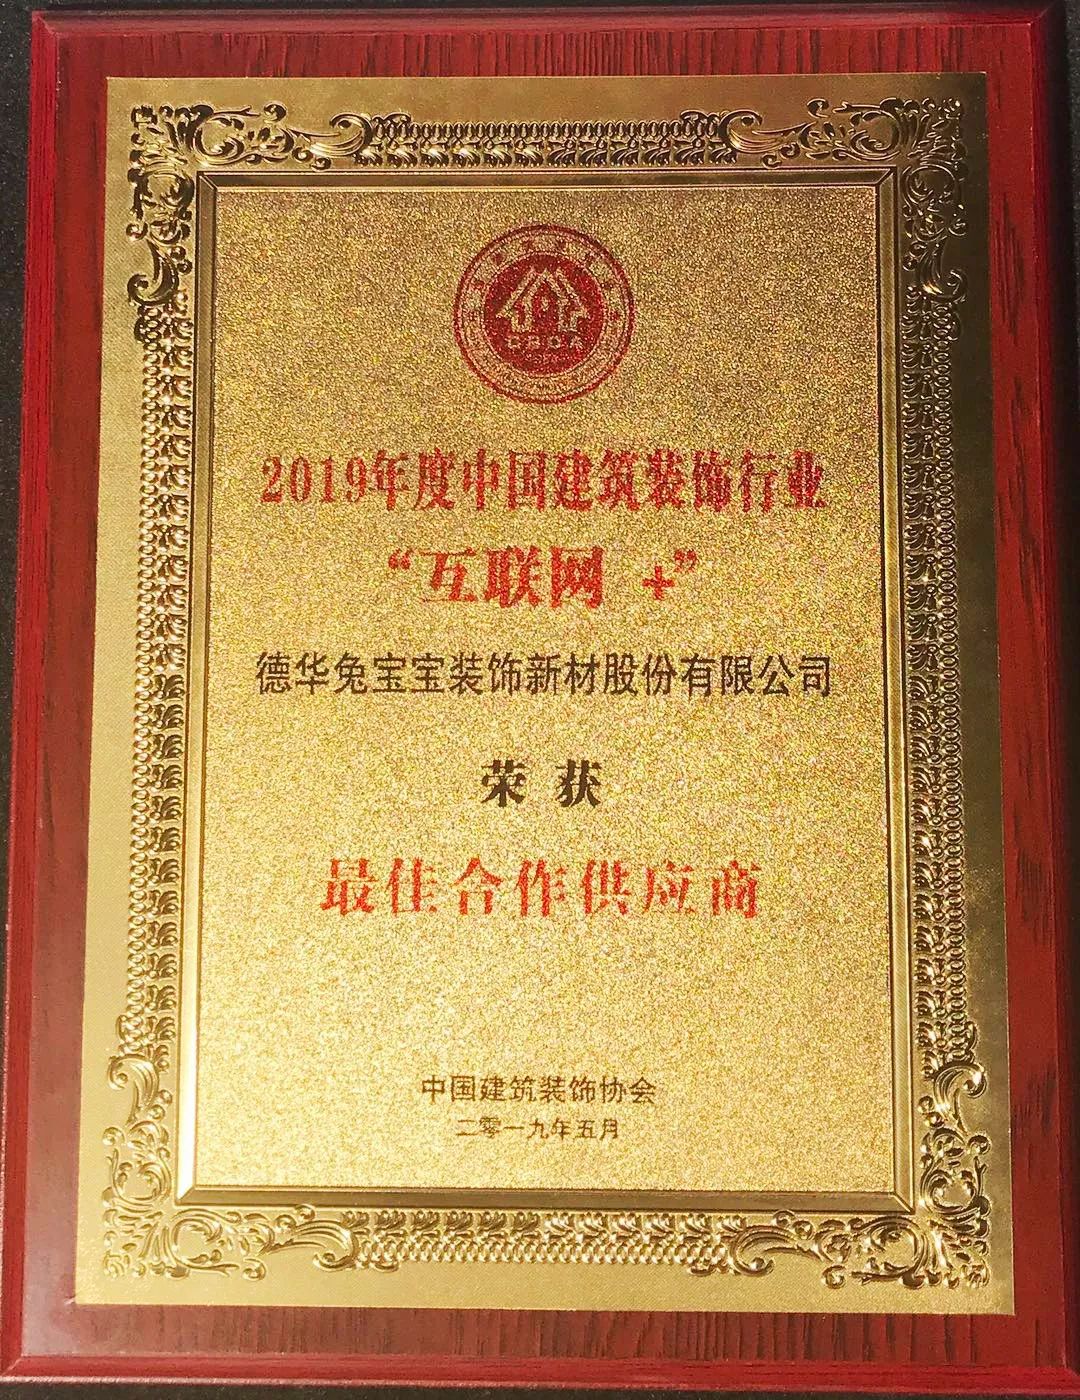 CBDA
2019年度中国建筑装饰行业
“互联网 +”
德华兔宝宝装饰新材股份有限公司
荣 获
最佳合作供应商
中国建筑装饰协会
二零一九年五月